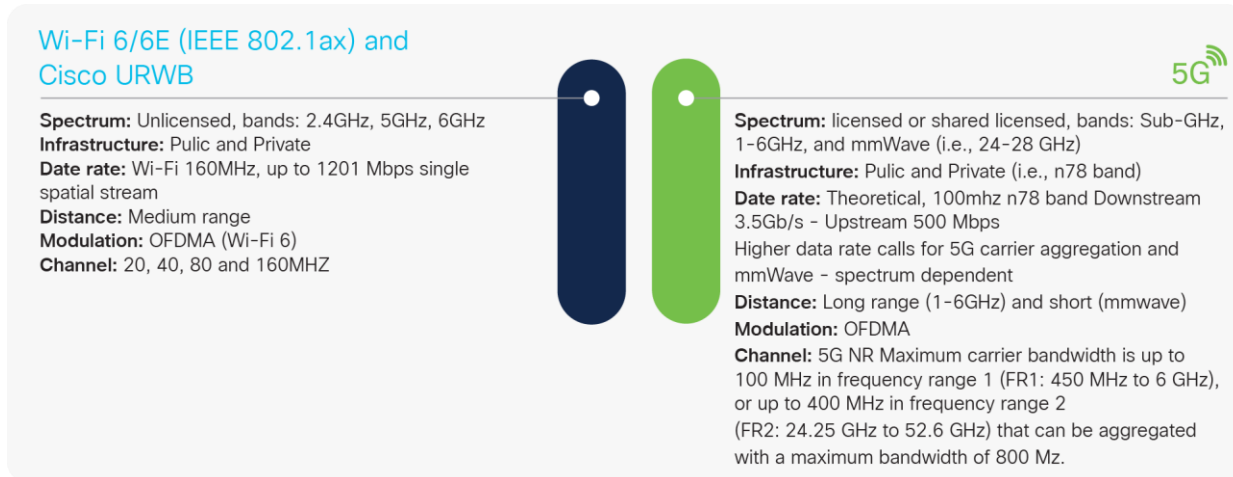 Wi-Fi 6/6E (IEEE 802.1ax) and
Cisco URWB
Spectrum: Unlicensed, bands: 2.4GHz, 5GHz, 6GHz
Infrastructure: Pulic and Private
Date rate: Wi-Fi 160MHz, up to 1201 Mbps single
spatial stream
Distance: Medium range
Modulation: OFDMA (Wi-Fi 6)
Channel: 20, 40, 80 and 160MHZ
5G
Spectrum: licensed or shared licensed, bands: Sub-GHz,
1-6GHz, and mmWave (i.e., 24-28 GHz)
Infrastructure: Pulic and Private (i.e., n78 band)
Date rate: Theoretical, 100mhz n78 band Downstream
3.5Gb/s - Upstream 500 Mbps
Higher data rate calls for 5G carrier aggregation and
mmWave - spectrum dependent
Distance: Long range (1-6GHz) and short (mmwave)
Modulation: OFDMA
Channel: 5G NR Maximum carrier bandwidth is up to
100 MHz in frequency range 1 (FR1: 450 MHz to 6 GHz),
or up to 400 MHz in frequency range 2
(FR2: 24.25 GHz to 52.6 GHz) that can be aggregated
with a maximum bandwidth of 800 Mz.